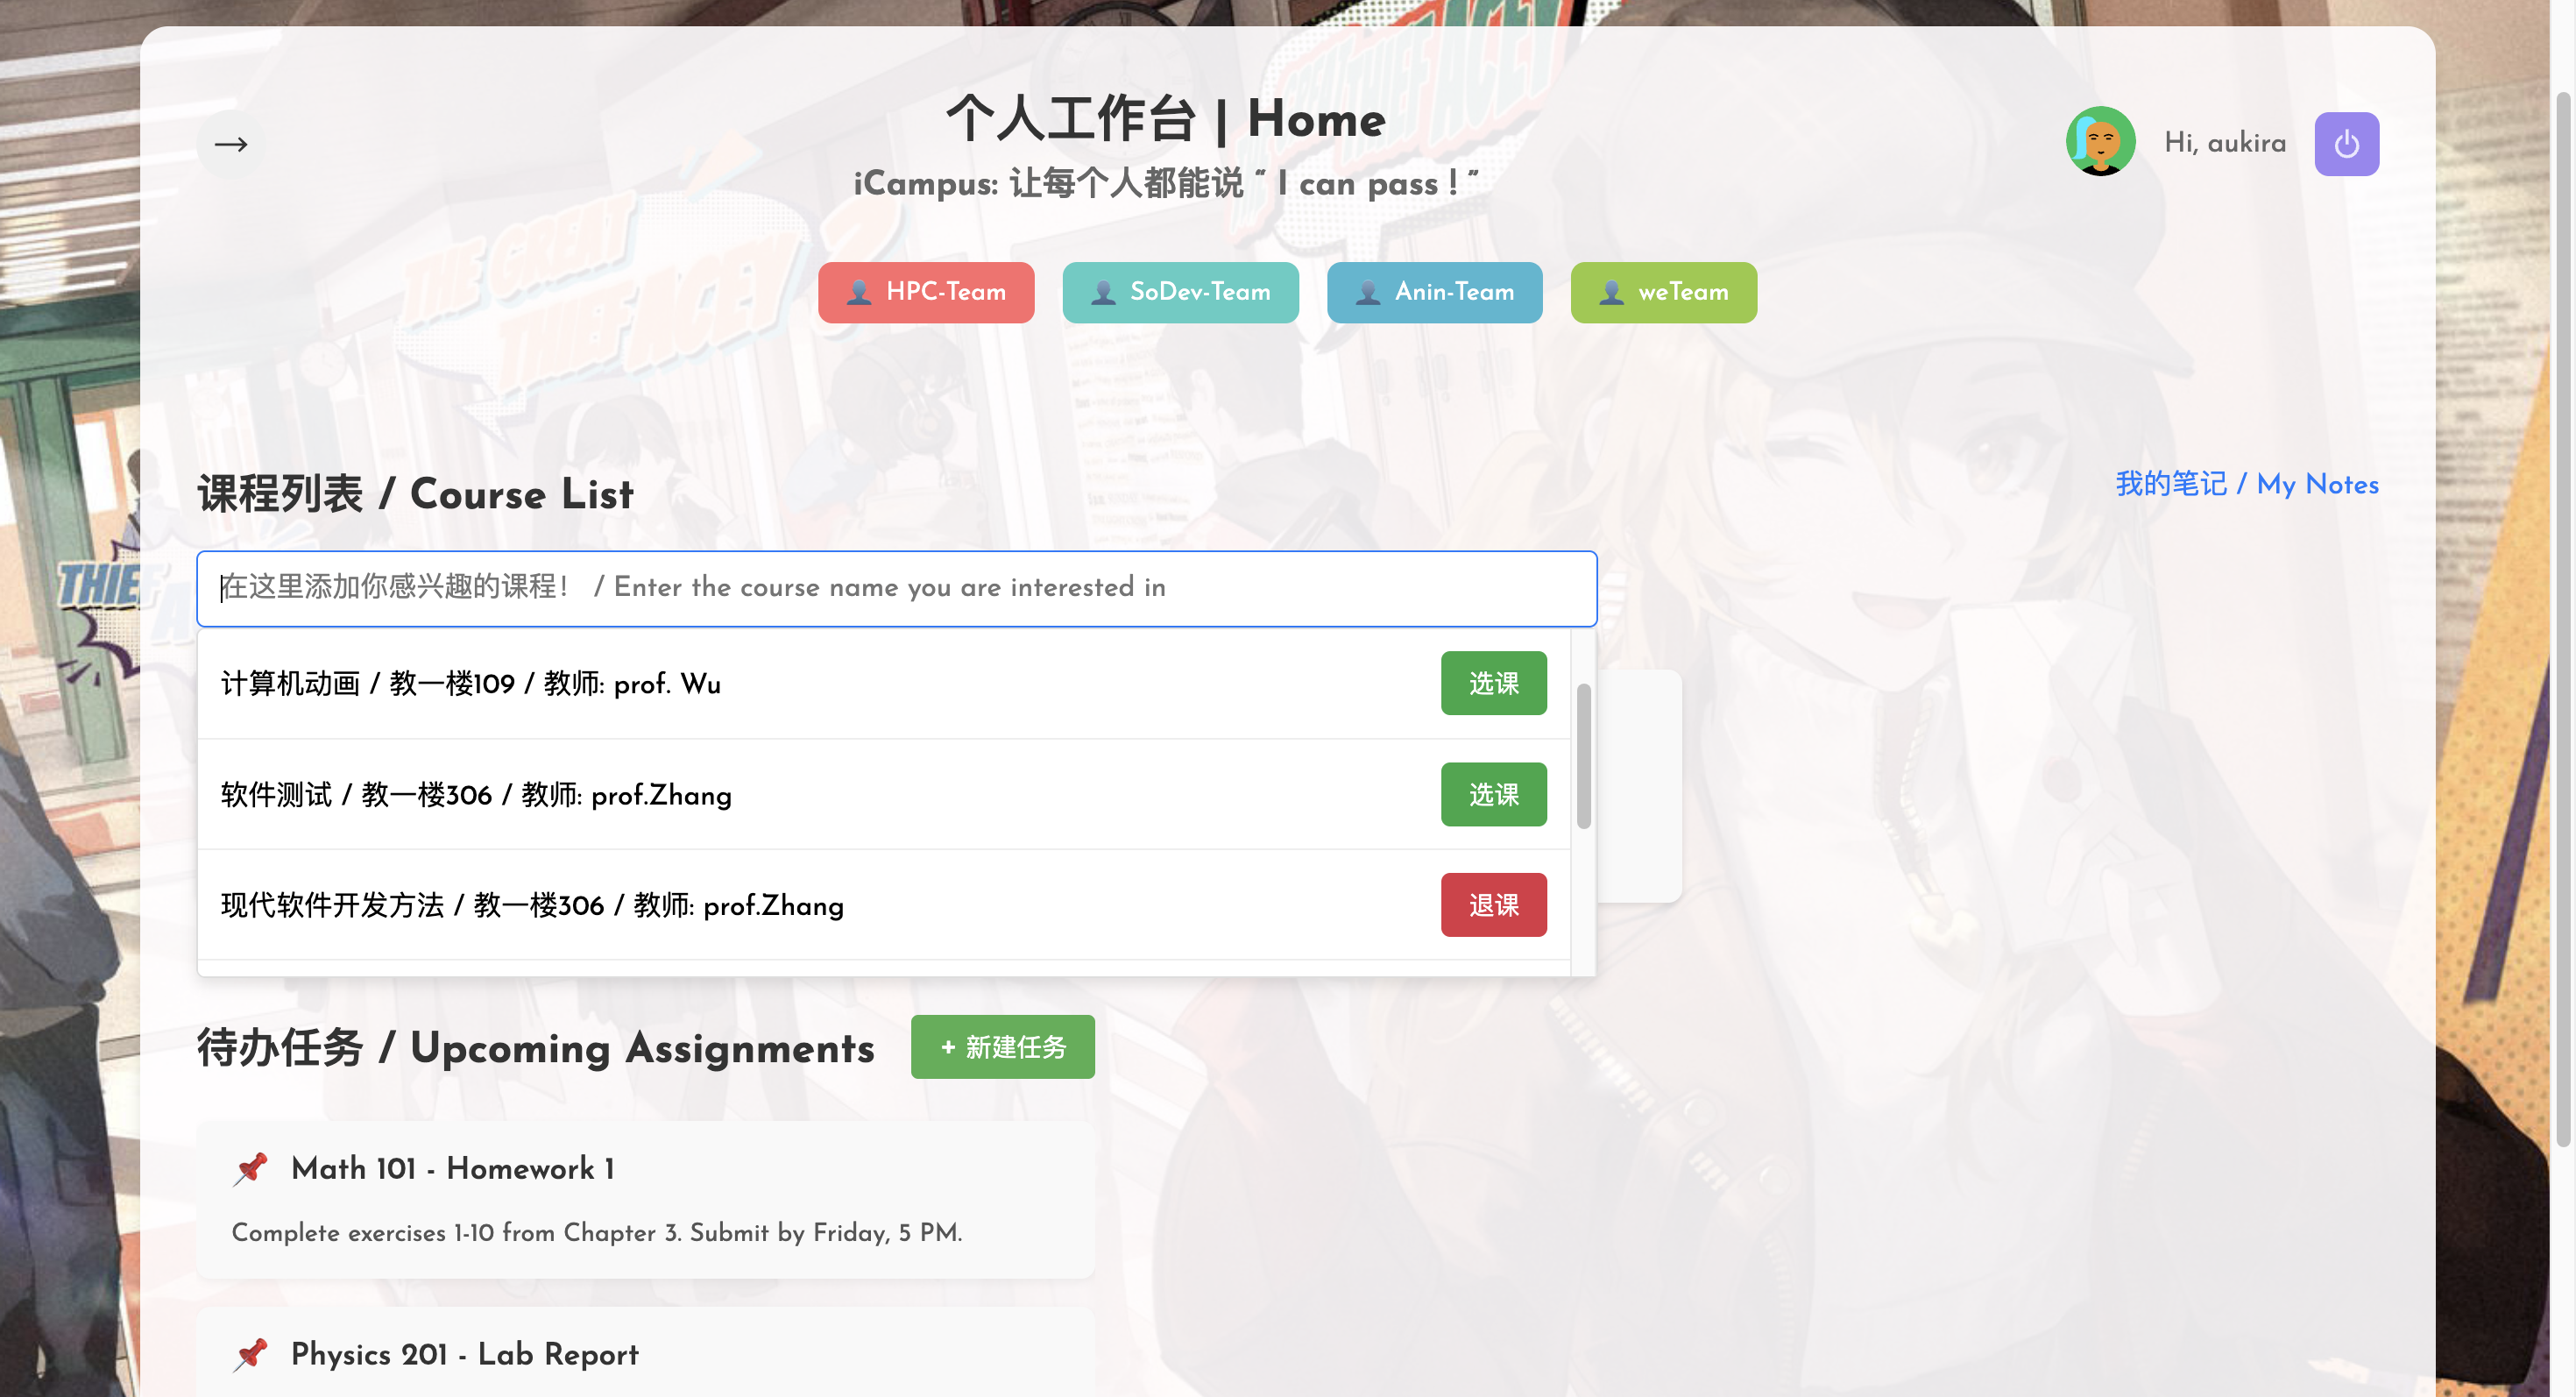 个人工作台 | Home
iCampus: 让每个人都能说 “ I can pass ! ”
Hi, aukira
HPC-Team
SoDev-Team
Anin-Team
weTeam
THE GREAT
THIEF ACEY
课程列表 / Course List
我的笔记 / My Notes
在这里添加你感兴趣的课程！ / Enter the course name you are interested in
THIEF
计算机动画 / 教一楼109 / 教师: prof. Wu
选课
软件测试 / 教一楼306 / 教师: prof.Zhang
选课
现代软件开发方法 / 教一楼306 / 教师: prof.Zhang
退课
待办任务 / Upcoming Assignments
+ 新建任务
Math 101 - Homework 1
Complete exercises 1-10 from Chapter 3. Submit by Friday, 5 PM.
Physics 201 - Lab Report